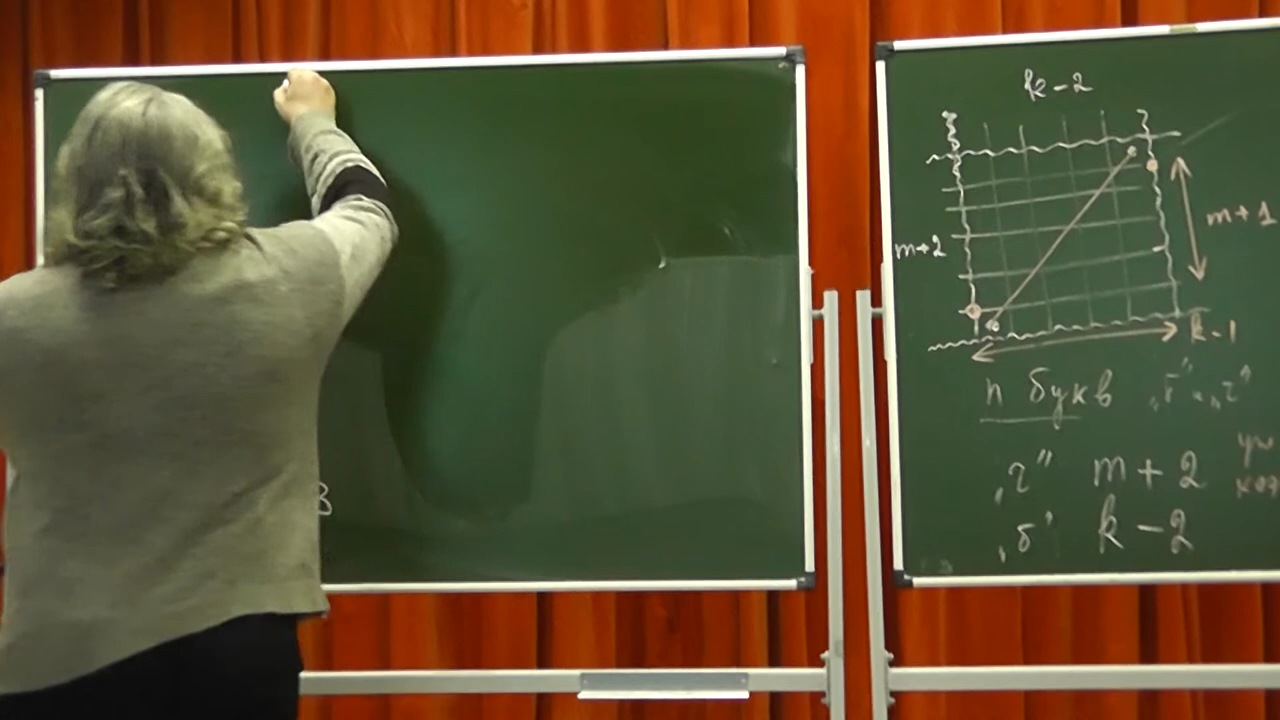 в
k-2
m+2
m+1
k-1
n букв „б" и „г"
„г" m+2
„б" k-2